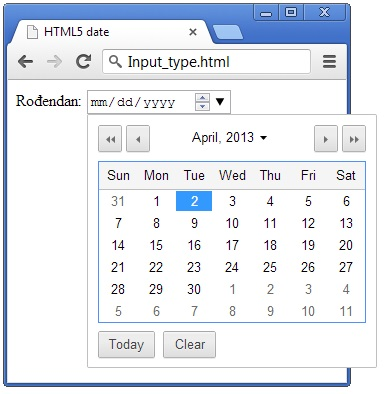 HTML5 date
Input_type.html
Rođendan: mm/dd/yyyy
April, 2013
Sun Mon Tue Wed Thu Fri Sat
31 1 2 3 4 5 6
7 8 9 10 11 12 13
14 15 16 17 18 19 20
21 22 23 24 25 26 27
28 29 30 1 2 3 4
5 6 7 8 9 10 11
Today Clear